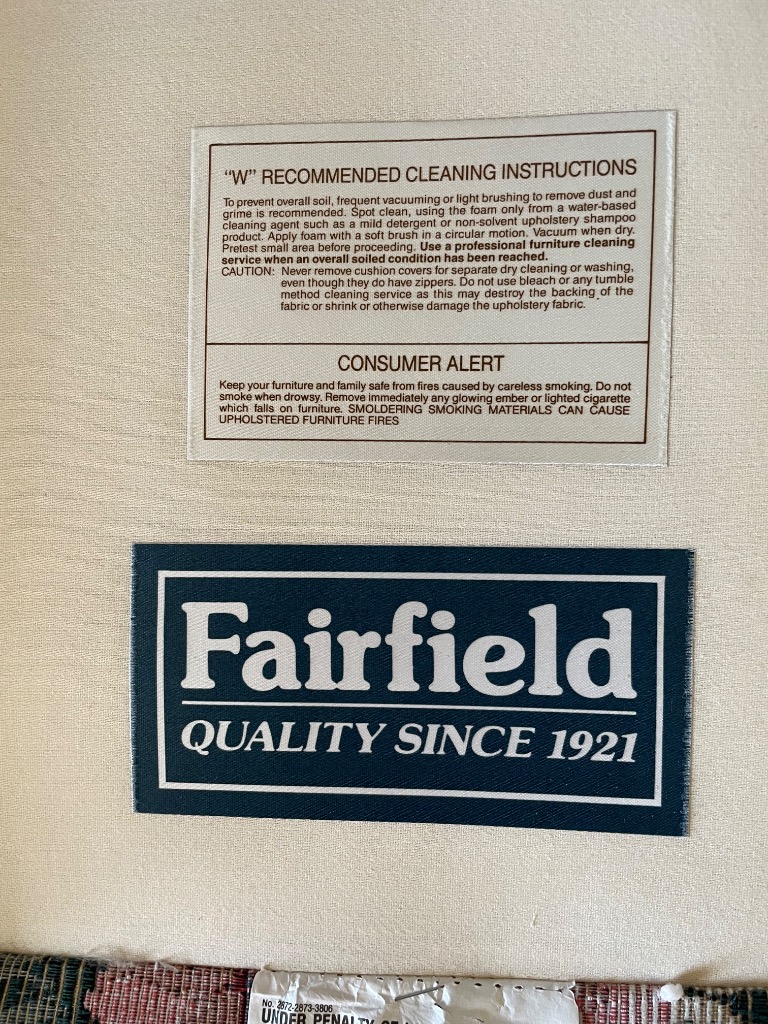 “W” RECOMMENDED CLEANING INSTRUCTIONS
To prevent overall soil, frequent vacuuming or light brushing to remove dust and
grime is recommended. Spot clean, using the foam only from a water-based
cleaning agent such as a mild detergent or non-solvent upholstery shampoo
product. Apply foam with a soft brush in a circular motion. Vacuum when dry.
Pretest small area before proceeding. Use a professional furniture cleaning
service when an overall soiled condition has been reached.
CAUTION: Never remove cushion covers for separate dry cleaning or washing,
even though they do have zippers. Do not use bleach or any tumble
method cleaning service as this may destroy the backing of the
fabric or shrink or otherwise damage the upholstery fabric.
CONSUMER ALERT
Keep your furniture and family safe from fires caused by careless smoking. Do not
smoke when drowsy. Remove immediately any glowing ember or lighted cigarette
which falls on furniture. SMOLDERING SMOKING MATERIALS CAN CAUSE
UPHOLSTERED FURNITURE FIRES
Fairfield
QUALITY SINCE 1921
No. 2872-2873-3806
UNDER PENALTY OF